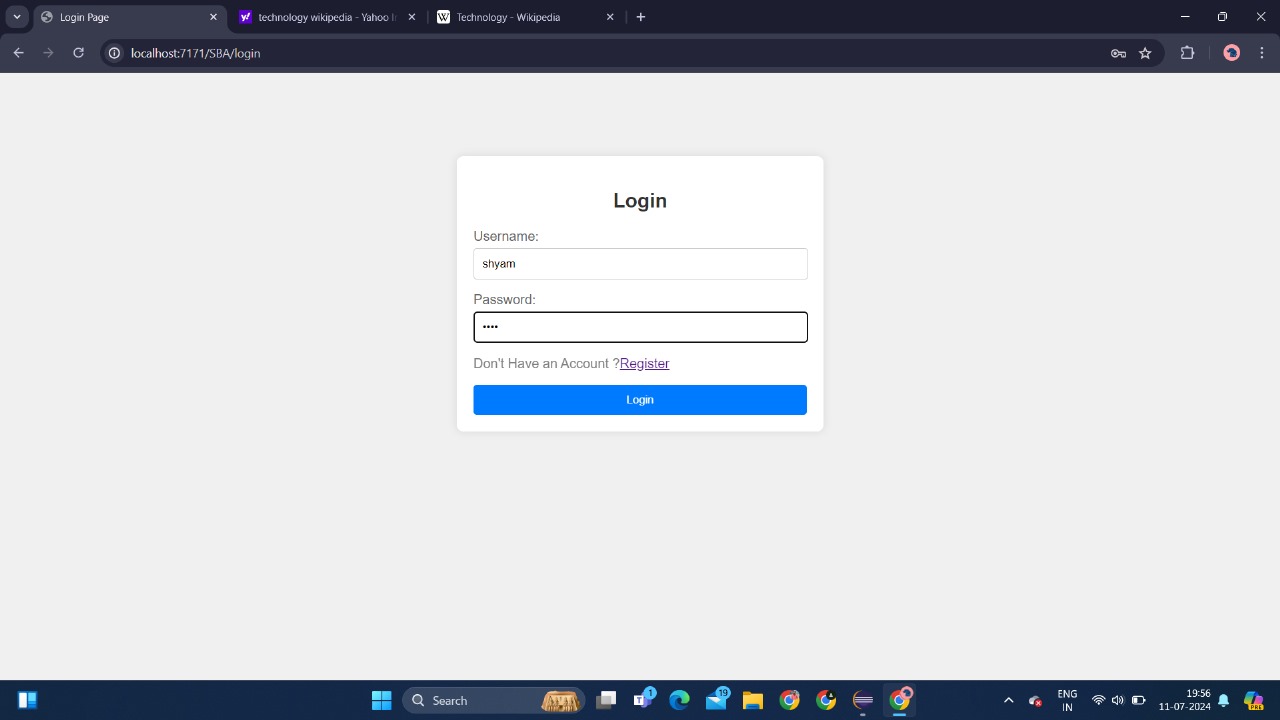 Login Page
technology wikipedia - Yahoo
Technology - Wikipedia
localhost:7171/SBA/login
Login
Username:
shyam
Password:
••••
Don't Have an Account ?Register
Login
Search
1
19
ENG
IN
19:56
11-07-2024
PRE